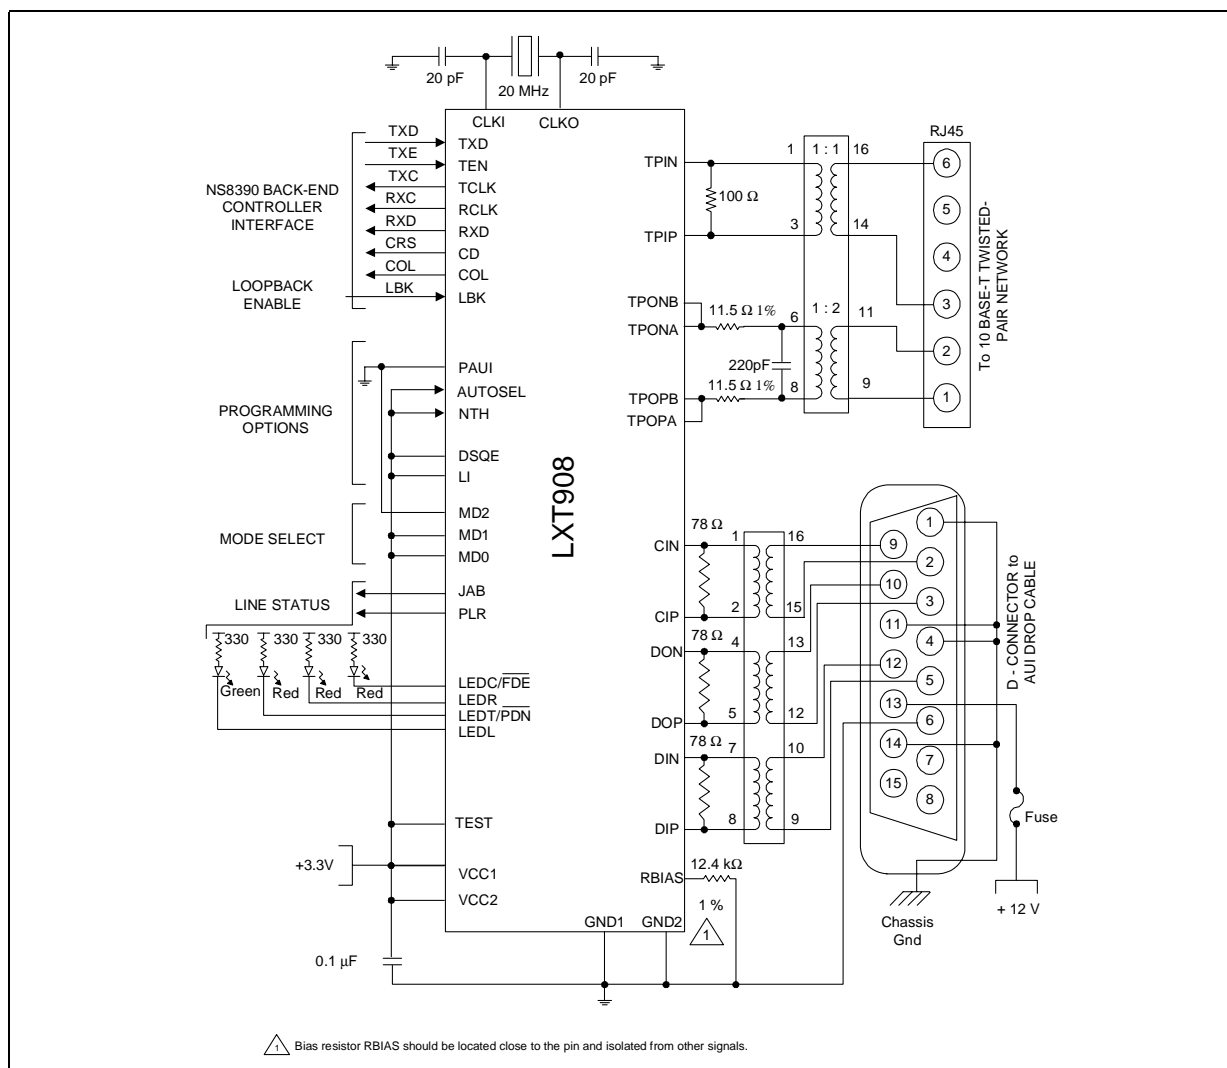 20 pF
20 MHz
20 pF
CLKI
CLKO
NS8390 BACK-END
CONTROLLER
INTERFACE
LOOPBACK
ENABLE
TXD
TXE
TXC
RXC
RXD
CRS
COL
LBK
TXD
TEN
TCLK
RCLK
RXD
CD
COL
LBK
PROGRAMMING
OPTIONS
PAUI
AUTOSEL
NTH
DSQE
LI
MODE SELECT
MD2
MD1
MD0
LINE STATUS
JAB
PLR
330
330
330
330
Green
Red
Red
Red
LEDC/FDE
LEDR
LEDT/PDN
LEDL
TEST
+3.3V
VCC1
VCC2
0.1 µF
LXT908
GND1
GND2
TPIN
TPIP
100 Ω
1
1 : 1
16
3
14
TPONB
TPONA
11.5 Ω 1%
6
1 : 2
11
220pF
11.5 Ω 1%
8
9
TPOPB
TPOPA
RJ45
6
5
4
3
2
1
To 10 BASE-T TWISTED-
PAIR NETWORK
CIN
78 Ω
1
16
CIP
2
15
DON
78 Ω
4
13
DOP
5
12
DIN
78 Ω
7
10
DIP
8
9
RBIAS
12.4 kΩ
1 %
1
1
9
2
10
3
11
4
12
5
13
6
14
7
15
8
D - CONNECTOR to
AUI DROP CABLE
Fuse
+ 12 V
Chassis
Gnd
1 Bias resistor RBIAS should be located close to the pin and isolated from other signals.